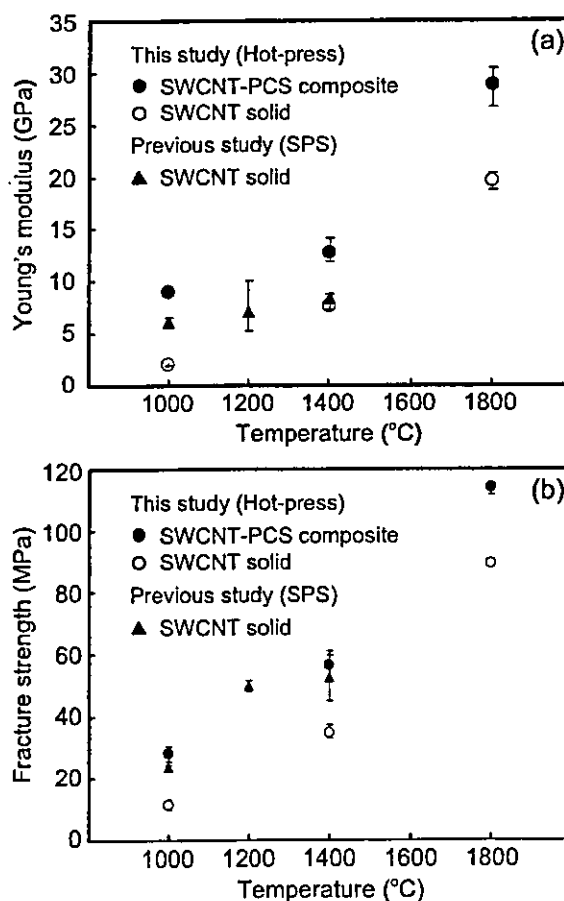 35
30
25
20
15
10
5
0
Young's modulus (GPa)
(a)
This study (Hot-press)
SWCNT-PCS composite
SWCNT solid
Previous study (SPS)
SWCNT solid
1000 1200 1400 1600 1800
Temperature (°C)
120
100
80
60
40
20
0
Fracture strength (MPa)
(b)
This study (Hot-press)
SWCNT-PCS composite
SWCNT solid
Previous study (SPS)
SWCNT solid
1000 1200 1400 1600 1800
Temperature (°C)